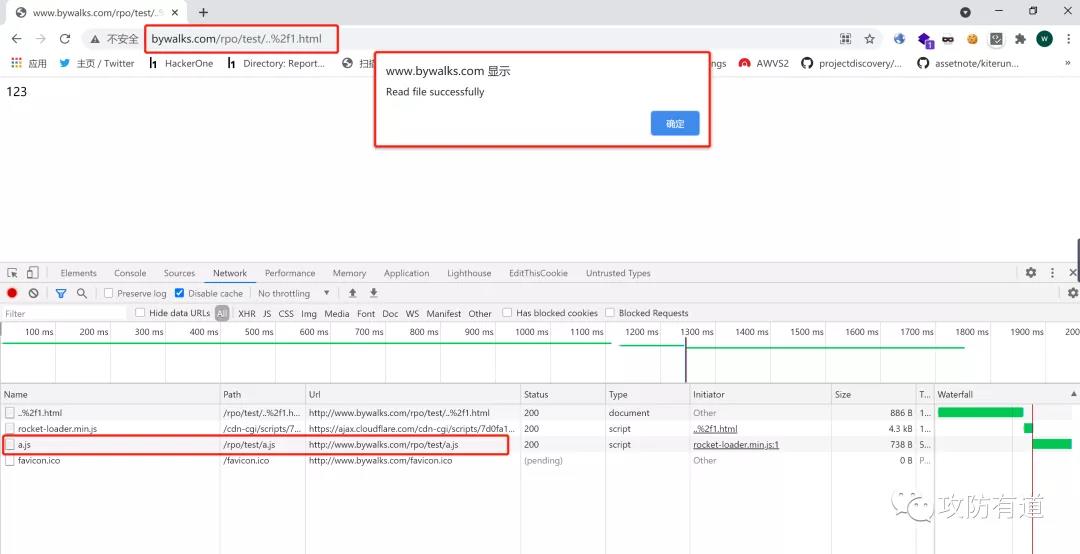 www.bywalks.com/rpo/test/..%
不安全 bywalks.com/rpo/test/..%2f1.html
应用 主页 / Twitter HackerOne Directory: Report... AWVS2 projectdiscovery/... assetnote/kiterun... »
www.bywalks.com 显示
Read file successfully
确定
123
Elements Console Sources Network Performance Memory Application Lighthouse EditThisCookie Untrusted Types
Preserve log Disable cache No throttling
Filter Hide data URLs All XHR JS CSS Img Media Font Doc WS Manifest Other Has blocked cookies Blocked Requests
100 ms 200 ms 300 ms 400 ms 500 ms 600 ms 700 ms 800 ms 900 ms 1000 ms 1100 ms 1200 ms 1300 ms 1400 ms 1500 ms 1600 ms 1700 ms 1800 ms 1900 ms 200
Name Path Url Status Type Initiator Size T... Waterfall
..%2f1.html /rpo/test/..%2f1.h... http://www.bywalks.com/rpo/test/..%2f1.html 200 document Other 886 B 1...
rocket-loader.min.js /cdn-cgi/scripts/7... https://ajax.cloudflare.com/cdn-cgi/scripts/7d0fa1... 200 script ..%2f1.html 4.3 kB 1...
a.js /rpo/test/a.js http://www.bywalks.com/rpo/test/a.js 200 script rocket-loader.min.js:1 738 B S...
favicon.ico /favicon.ico http://www.bywalks.com/favicon.ico (pending) Other 0 B P...
攻防有道